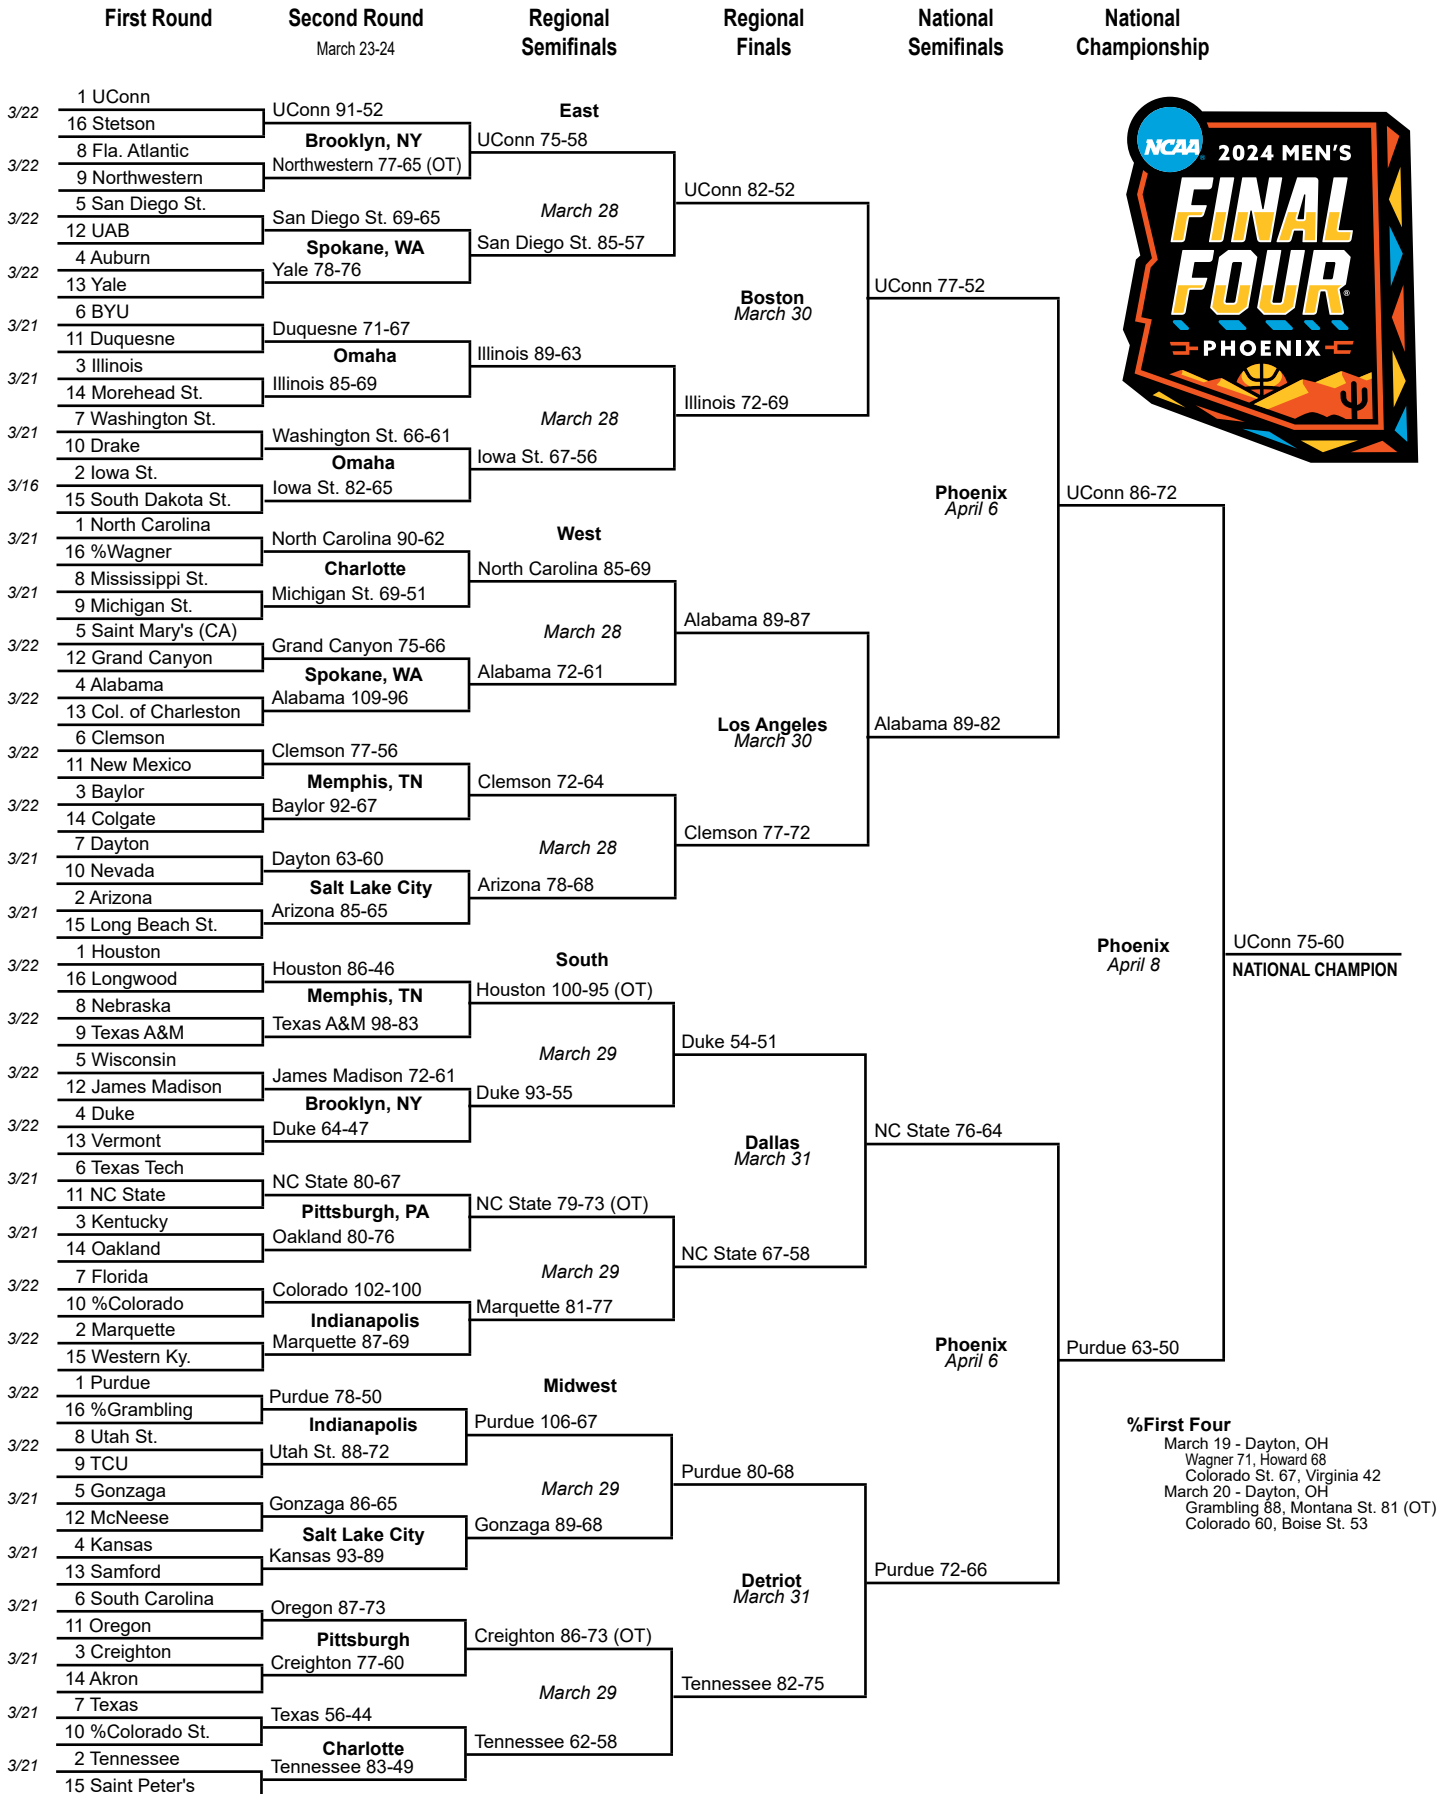 First Round
Second Round
March 23-24
Regional
Semifinals
Regional
Finals
National
Semifinals
National
Championship
NCAA
2024 MEN'S
FINAL
FOUR®
PHOENIX
East
3/22
1 UConn
16 Stetson
UConn 91-52
Brooklyn, NY
UConn 75-58
3/22
8 Fla. Atlantic
9 Northwestern
Northwestern 77-65 (OT)
UConn 82-52
3/22
5 San Diego St.
12 UAB
San Diego St. 69-65
March 28
Spokane, WA
San Diego St. 85-57
3/22
4 Auburn
13 Yale
Yale 78-76
Boston
March 30
UConn 77-52
3/21
6 BYU
11 Duquesne
Duquesne 71-67
Omaha
Illinois 89-63
3/21
3 Illinois
14 Morehead St.
Illinois 85-69
Illinois 72-69
3/21
7 Washington St.
10 Drake
Washington St. 66-61
March 28
Omaha
Iowa St. 67-56
3/16
2 Iowa St.
15 South Dakota St.
Iowa St. 82-65
Phoenix
April 6
UConn 86-72
West
3/21
1 North Carolina
16 %Wagner
North Carolina 90-62
Charlotte
North Carolina 85-69
3/21
8 Mississippi St.
9 Michigan St.
Michigan St. 69-51
Alabama 89-87
3/22
5 Saint Mary's (CA)
12 Grand Canyon
Grand Canyon 75-66
March 28
Spokane, WA
Alabama 72-61
3/22
4 Alabama
13 Col. of Charleston
Alabama 109-96
Los Angeles
March 30
Alabama 89-82
3/22
6 Clemson
11 New Mexico
Clemson 77-56
Memphis, TN
Clemson 72-64
3/22
3 Baylor
14 Colgate
Baylor 92-67
Clemson 77-72
3/21
7 Dayton
10 Nevada
Dayton 63-60
March 28
Salt Lake City
Arizona 78-68
3/21
2 Arizona
15 Long Beach St.
Arizona 85-65
Phoenix
April 8
UConn 75-60
NATIONAL CHAMPION
South
3/22
1 Houston
16 Longwood
Houston 86-46
Memphis, TN
Houston 100-95 (OT)
3/22
8 Nebraska
9 Texas A&M
Texas A&M 98-83
Duke 54-51
3/22
5 Wisconsin
12 James Madison
James Madison 72-61
March 29
Brooklyn, NY
Duke 93-55
3/22
4 Duke
13 Vermont
Duke 64-47
Dallas
March 31
NC State 76-64
3/21
6 Texas Tech
11 NC State
NC State 80-67
Pittsburgh, PA
NC State 79-73 (OT)
3/21
3 Kentucky
14 Oakland
Oakland 80-76
NC State 67-58
3/22
7 Florida
10 %Colorado
Colorado 102-100
March 29
Indianapolis
Marquette 81-77
3/22
2 Marquette
15 Western Ky.
Marquette 87-69
Phoenix
April 6
Purdue 63-50
Midwest
3/22
1 Purdue
16 %Grambling
Purdue 78-50
Indianapolis
Purdue 106-67
3/22
8 Utah St.
9 TCU
Utah St. 88-72
Purdue 80-68
3/21
5 Gonzaga
12 McNeese
Gonzaga 86-65
March 29
Salt Lake City
Gonzaga 89-68
3/21
4 Kansas
13 Samford
Kansas 93-89
Detriot
March 31
Purdue 72-66
3/21
6 South Carolina
11 Oregon
Oregon 87-73
Pittsburgh
Creighton 86-73 (OT)
3/21
3 Creighton
14 Akron
Creighton 77-60
Tennessee 82-75
3/21
7 Texas
10 %Colorado St.
Texas 56-44
March 29
Charlotte
Tennessee 62-58
3/21
2 Tennessee
15 Saint Peter's
Tennessee 83-49
%First Four
March 19 - Dayton, OH
Wagner 71, Howard 68
Colorado St. 67, Virginia 42
March 20 - Dayton, OH
Grambling 88, Montana St. 81 (OT)
Colorado 60, Boise St. 53